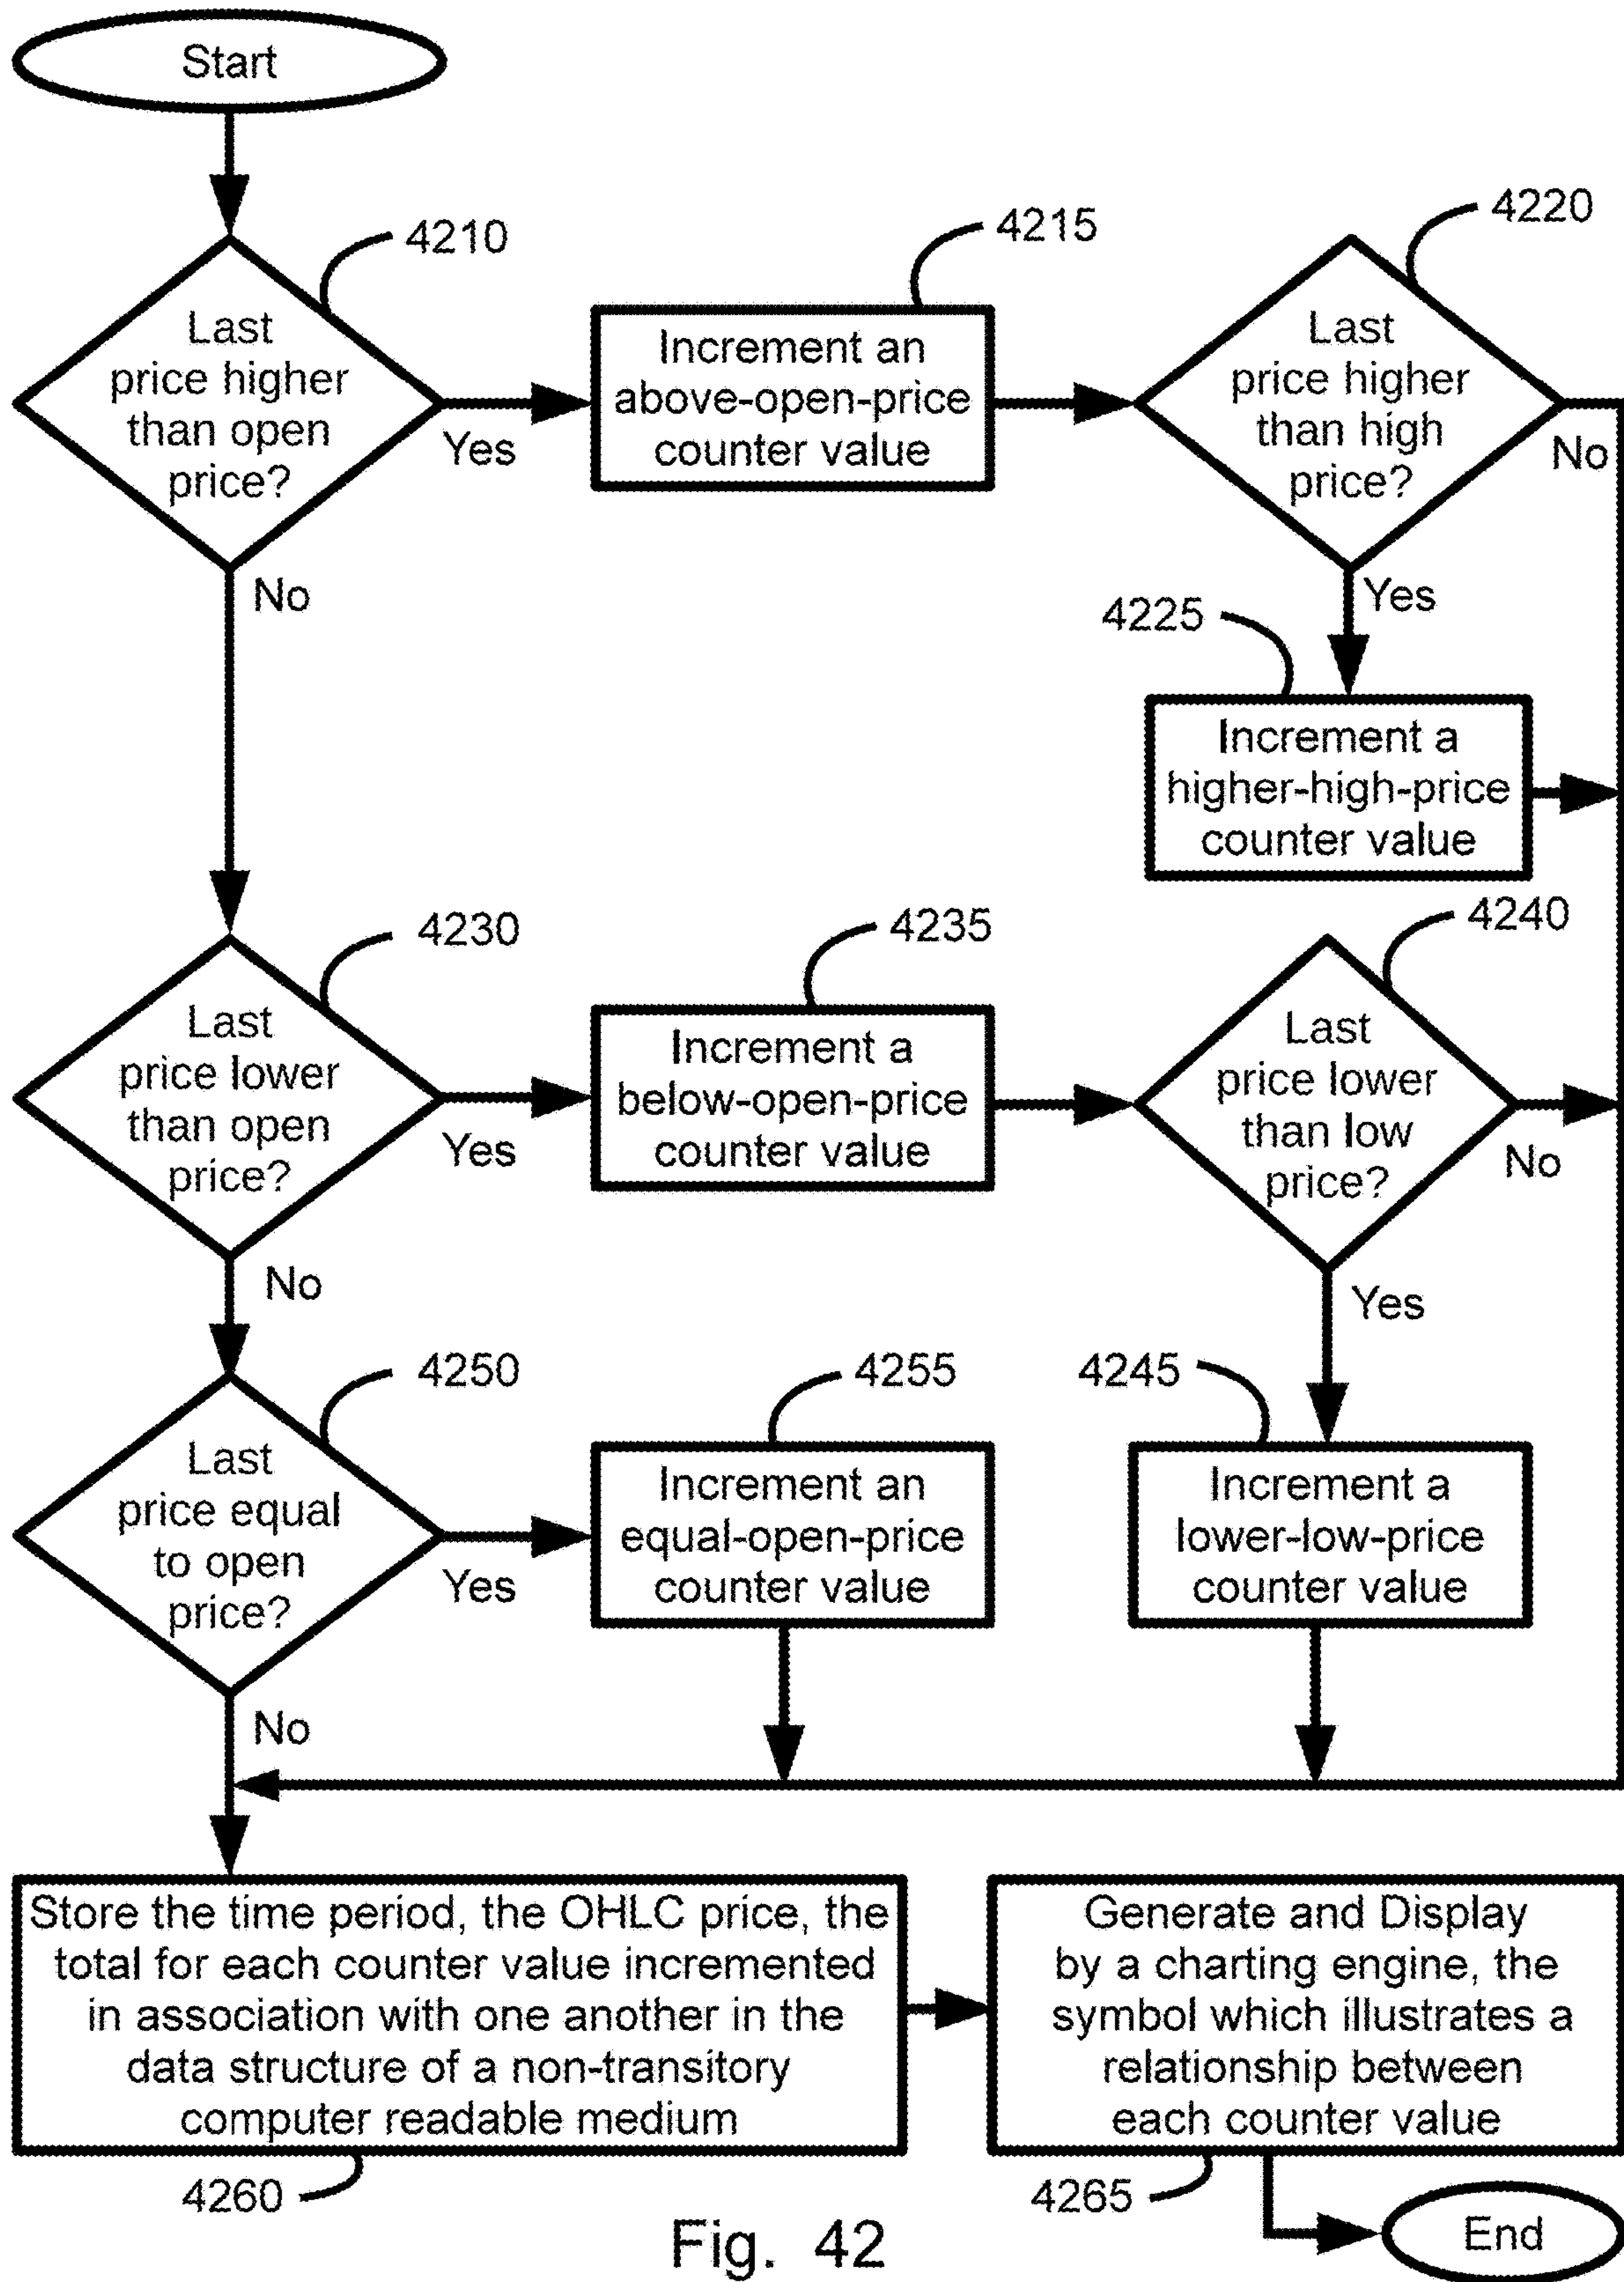 Start
4210
Last
price higher
than open
price?
Yes
No
4215
Increment an
above-open-price
counter value
4220
Last
price higher
than high
price?
No
Yes
4225
Increment a
higher-high-price
counter value
4230
Last
price lower
than open
price?
Yes
No
4235
Increment a
below-open-price
counter value
4240
Last
price lower
than low
price?
No
Yes
4250
Last
price equal
to open
price?
Yes
No
4255
Increment an
equal-open-price
counter value
4245
Increment a
lower-low-price
counter value
Store the time period, the OHLC price, the
total for each counter value incremented
in association with one another in the
data structure of a non-transitory
computer readable medium
4260
Generate and Display
by a charting engine, the
symbol which illustrates a
relationship between
each counter value
4265
End
Fig. 42